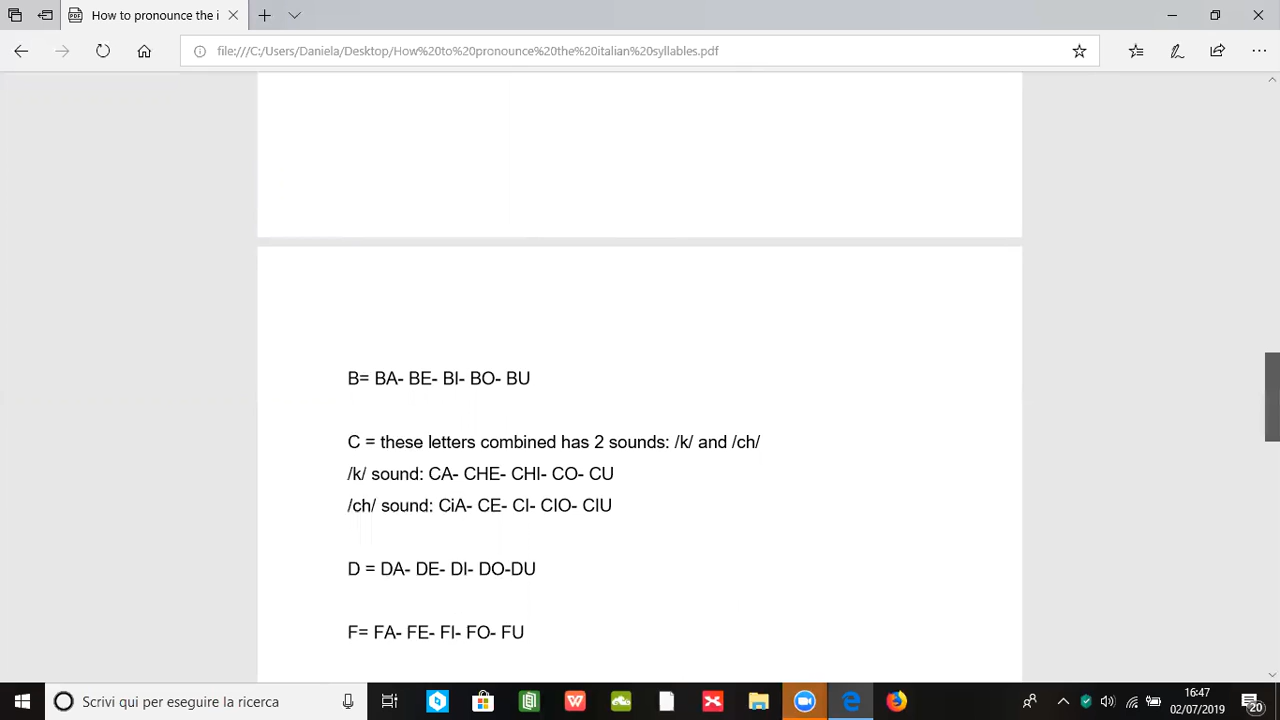 How to pronounce the i
file:///C:/Users/Daniela/Desktop/How%20to%20pronounce%20the%20italian%20syllables.pdf
B= BA- BE- BI- BO- BU
C = these letters combined has 2 sounds: /k/ and /ch/
/k/ sound: CA- CHE- CHI- CO- CU
/ch/ sound: CiA- CE- CI- CIO- CIU
D = DA- DE- DI- DO-DU
F= FA- FE- FI- FO- FU
Scrivi qui per eseguire la ricerca
16:47
02/07/2019
20